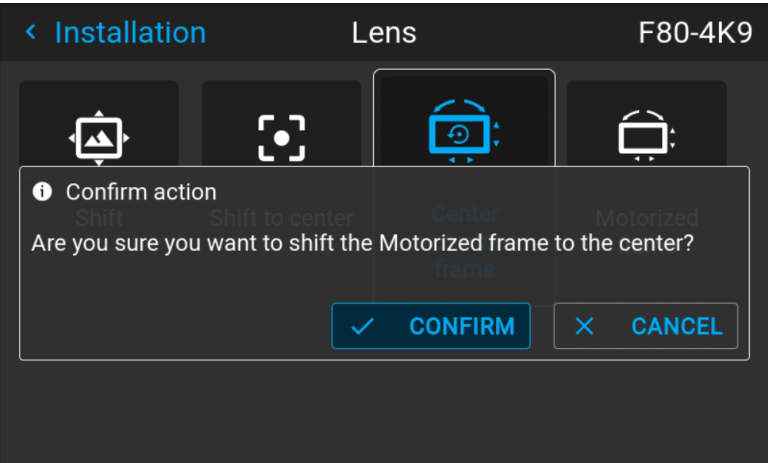 Installation
Lens
F80-4K9
Confirm action
Shift
Shift to center
Center
Motorized
Are you sure you want to shift the Motorized frame to the center?
frame
CONFIRM
CANCEL